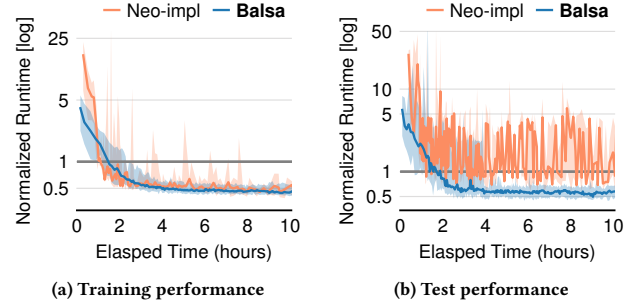 Neo-impl Balsa
Normalized Runtime [log]
25
5
1
0.5
0 2 4 6 8 10
Elasped Time (hours)
(a) Training performance
Neo-impl Balsa
Normalized Runtime [log]
50
10
5
1
0.5
0 2 4 6 8 10
Elasped Time (hours)
(b) Test performance